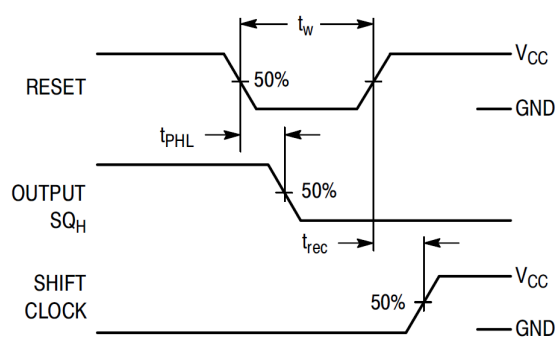 tw
VCC
RESET
50%
GND
tPHL
OUTPUT
SQH
50%
trec
SHIFT
CLOCK
50%
VCC
GND